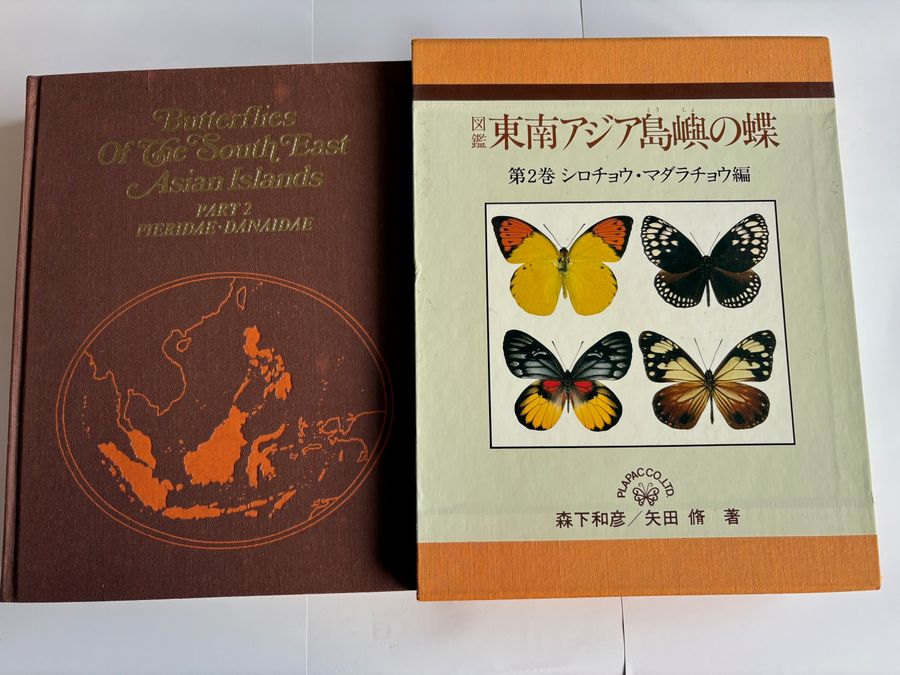 Butterflies
Of The South East
Asian Islands
PART 2
PIERIDAE・DANAIDAE
図鑑 東南アジア島嶼の蝶
とう しょ
第2巻 シロチョウ・マダラチョウ編
PLAPAC CO., LTD.
森下和彦／矢田 脩 著